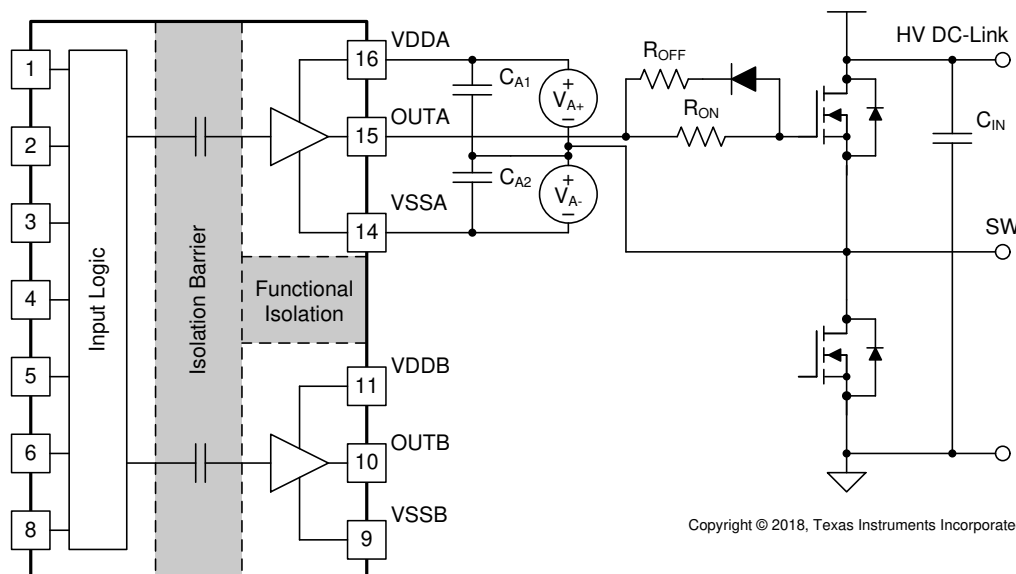 1
2
3
4
5
6
8
Input Logic
Isolation Barrier
Functional
Isolation
16
VDDA
15
OUTA
14
VSSA
11
VDDB
10
OUTB
9
VSSB
CA1
CA2
+
VA+
–
+
VA-
–
ROFF
RON
HV DC-Link
CIN
SW
Copyright © 2018, Texas Instruments Incorporate